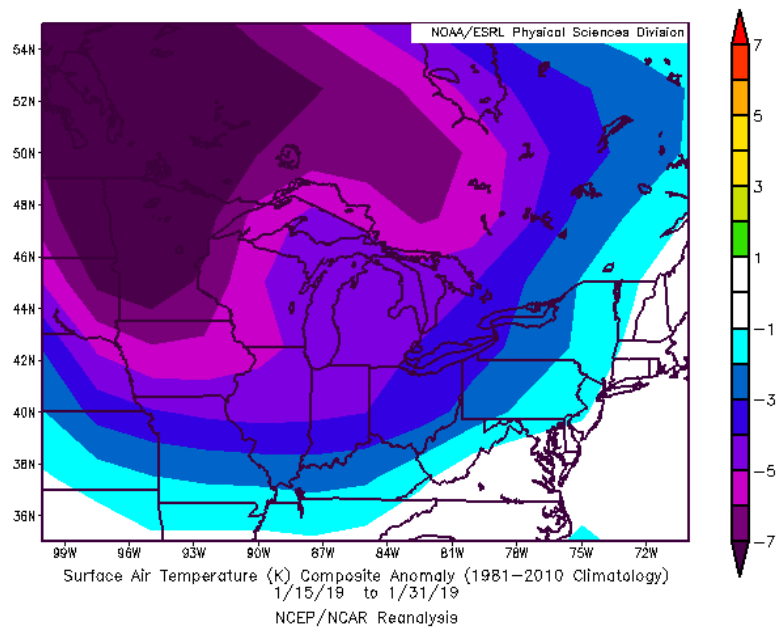 NOAA/ESRL Physical Sciences Division
54N
52N
50N
48N
46N
44N
42N
40N
38N
36N
99W 96W 93W 90W 87W 84W 81W 78W 75W 72W
7
5
3
1
-1
-3
-5
-7
Surface Air Temperature (K) Composite Anomaly (1981-2010 Climatology)
1/15/19 to 1/31/19
NCEP/NCAR Reanalysis